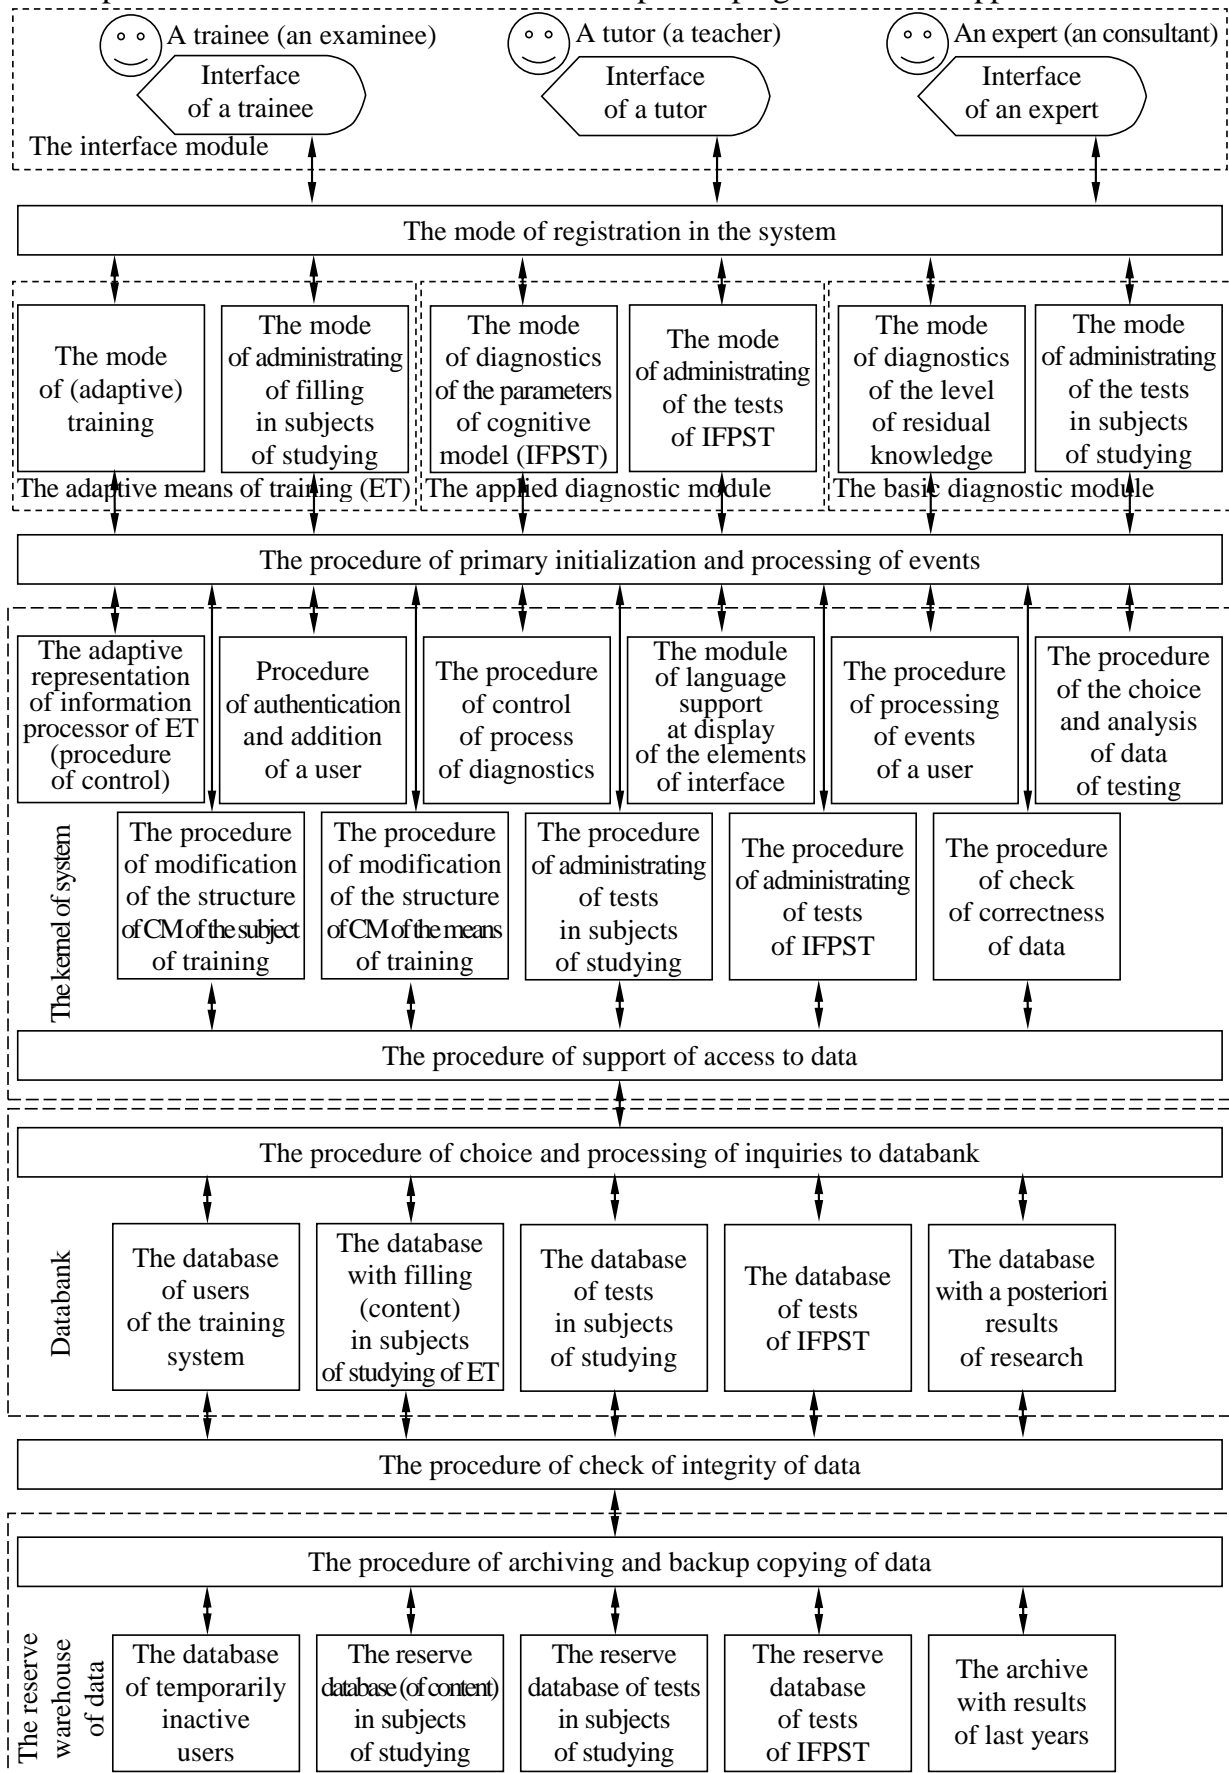 A trainee (an examinee)
Interface
of a trainee
A tutor (a teacher)
Interface
of a tutor
An expert (an consultant)
Interface
of an expert
The interface module
The mode of registration in the system
The mode
of (adaptive)
training
The mode
of administrating
of filling
in subjects
of studying
The adaptive means of training (ET)
The mode
of diagnostics
of the parameters
of cognitive
model (IFPST)
The mode
of administrating
of the tests
of IFPST
The applied diagnostic module
The mode
of diagnostics
of the level
of residual
knowledge
The mode
of administrating
of the tests
in subjects
of studying
The basic diagnostic module
The procedure of primary initialization and processing of events
The adaptive
representation
of information
processor of ET
(procedure
of control)
Procedure
of authentication
and addition
of a user
The procedure
of control
of process
of diagnostics
The module
of language
support
at display
of the elements
of interface
The procedure
of processing
of events
of a user
The procedure
of the choice
and analysis
of data
of testing
The kernel of system
The procedure
of modification
of the structure
of CM of the subject
of training
The procedure
of modification
of the structure
of CM of the means
of training
The procedure
of administrating
of tests
in subjects
of studying
The procedure
of administrating
of tests
of IFPST
The procedure
of check
of correctness
of data
The procedure of support of access to data
The procedure of choice and processing of inquiries to databank
Databank
The database
of users
of the training
system
The database
with filling
(content)
in subjects
of studying of ET
The database
of tests
in subjects
of studying
The database
of tests
of IFPST
The database
with a posteriori
results
of research
The procedure of check of integrity of data
The procedure of archiving and backup copying of data
The reserve
warehouse
of data
The database
of temporarily
inactive
users
The reserve
database (of content)
in subjects
of studying
The reserve
database of tests
in subjects
of studying
The reserve
database
of tests
of IFPST
The archive
with results
of last years